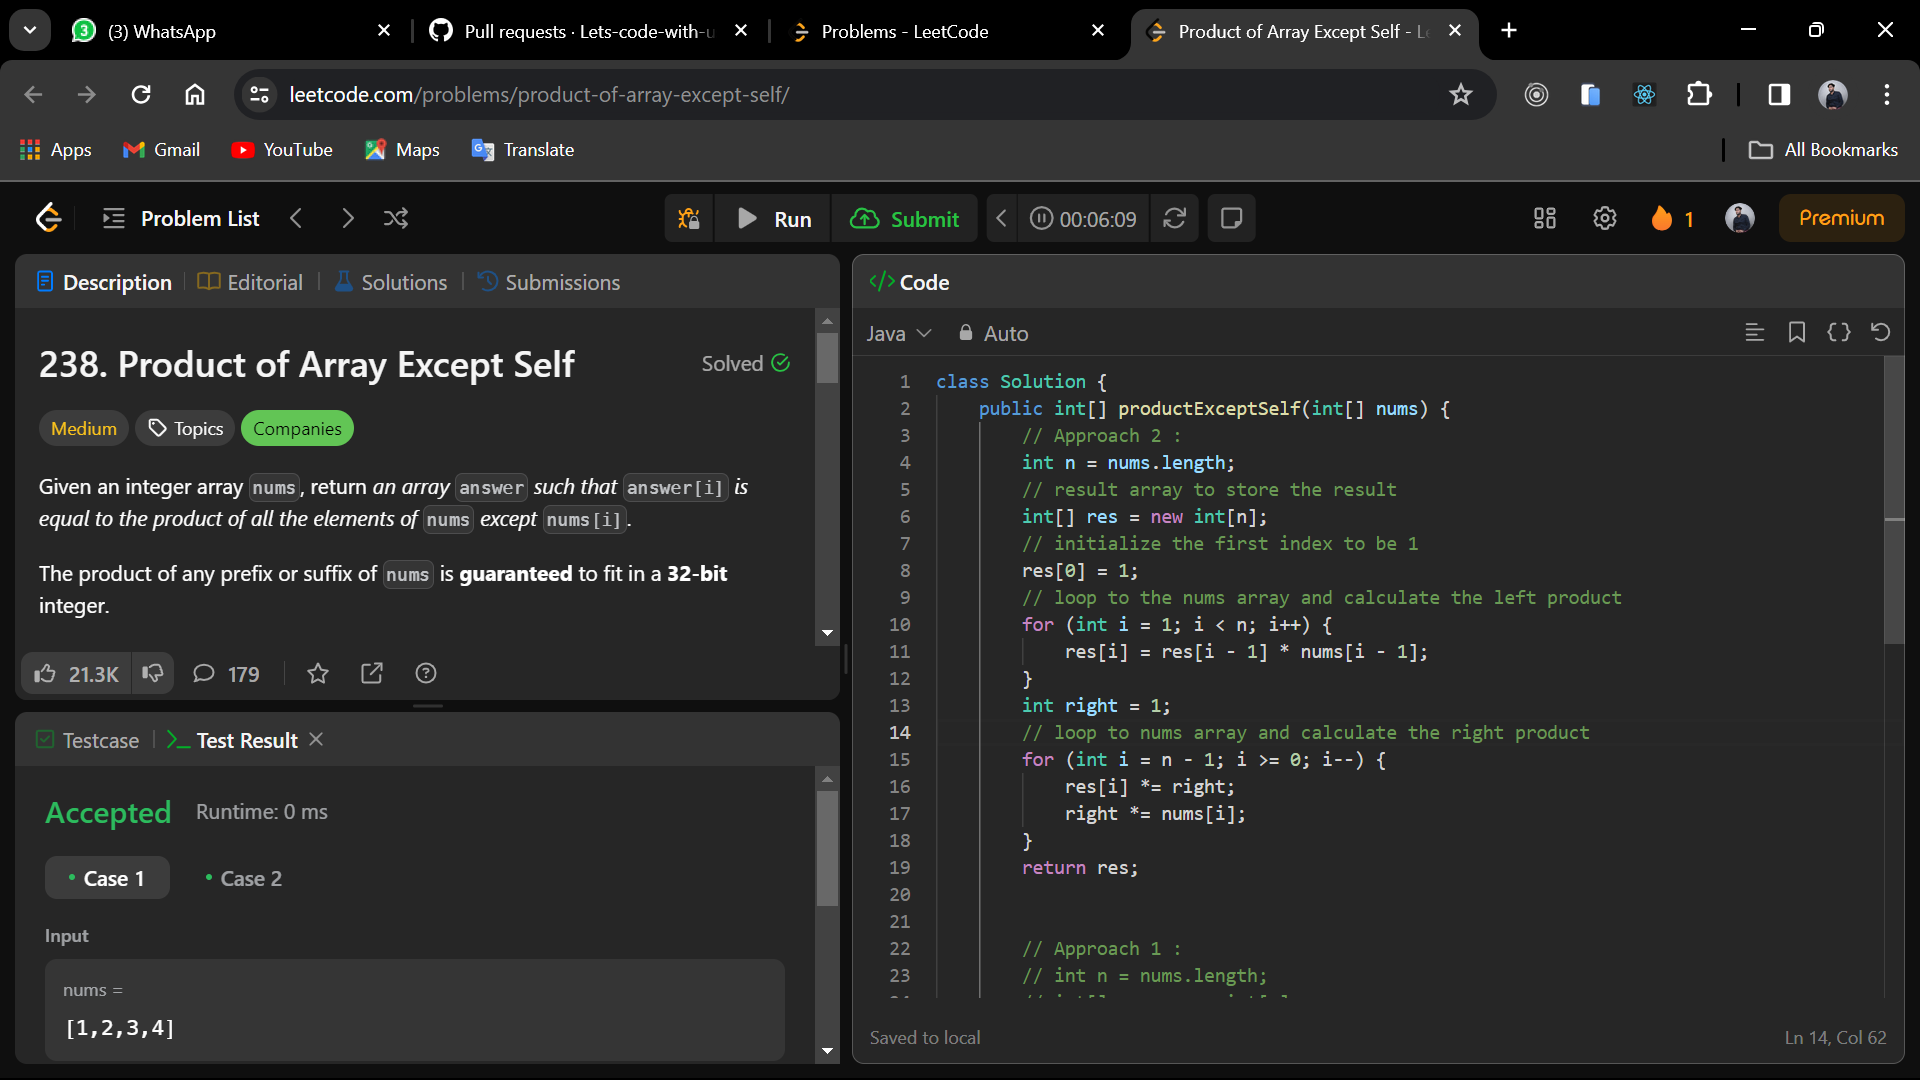 3
(3) WhatsApp
Pull requests · Lets-code-with-u
Problems - LeetCode
Product of Array Except Self - Le
leetcode.com/problems/product-of-array-except-self/
Apps
Gmail
YouTube
Maps
Translate
All Bookmarks
Problem List
Run
Submit
00:06:09
1
Premium
Description
Editorial
Solutions
Submissions
238. Product of Array Except Self
Solved
Medium
Topics
Companies
Given an integer array nums, return an array answer such that answer[i] is
equal to the product of all the elements of nums except nums[i].
The product of any prefix or suffix of nums is guaranteed to fit in a 32-bit
integer.
21.3K
179
Testcase
Test Result
Accepted
Runtime: 0 ms
• Case 1
• Case 2
Input
nums =
[1,2,3,4]
</> Code
Java
Auto
1 class Solution {
2 public int[] productExceptSelf(int[] nums) {
3 // Approach 2 :
4 int n = nums.length;
5 // result array to store the result
6 int[] res = new int[n];
7 // initialize the first index to be 1
8 res[0] = 1;
9 // loop to the nums array and calculate the left product
10 for (int i = 1; i < n; i++) {
11 res[i] = res[i - 1] * nums[i - 1];
12 }
13 int right = 1;
14 // loop to nums array and calculate the right product
15 for (int i = n - 1; i >= 0; i--) {
16 res[i] *= right;
17 right *= nums[i];
18 }
19 return res;
20
21
22 // Approach 1 :
23 // int n = nums.length;
Saved to local
Ln 14, Col 62